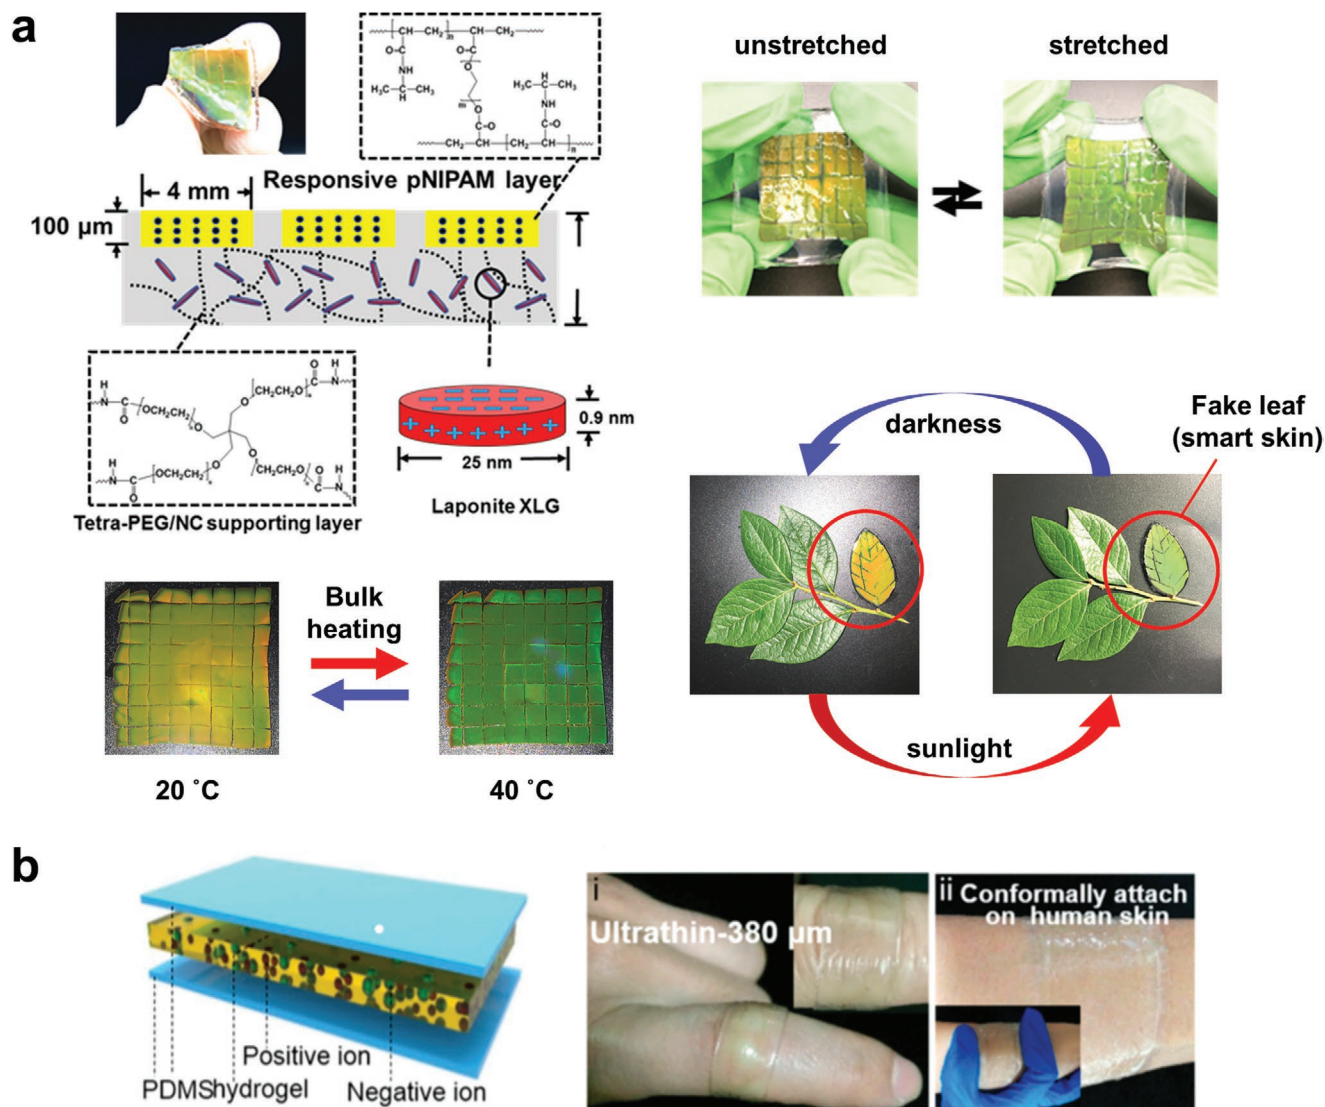 a
unstretched
stretched
4 mm
Responsive pNIPAM layer
100 µm
Tetra-PEG/NC supporting layer
0.9 nm
25 nm
Laponite XLG
darkness
Fake leaf
(smart skin)
sunlight
Bulk
heating
20 ˚C
40 ˚C
b
Positive ion
PDMS
hydrogel
Negative ion
i
Ultrathin-380 µm
ii
Conformally attach
on human skin